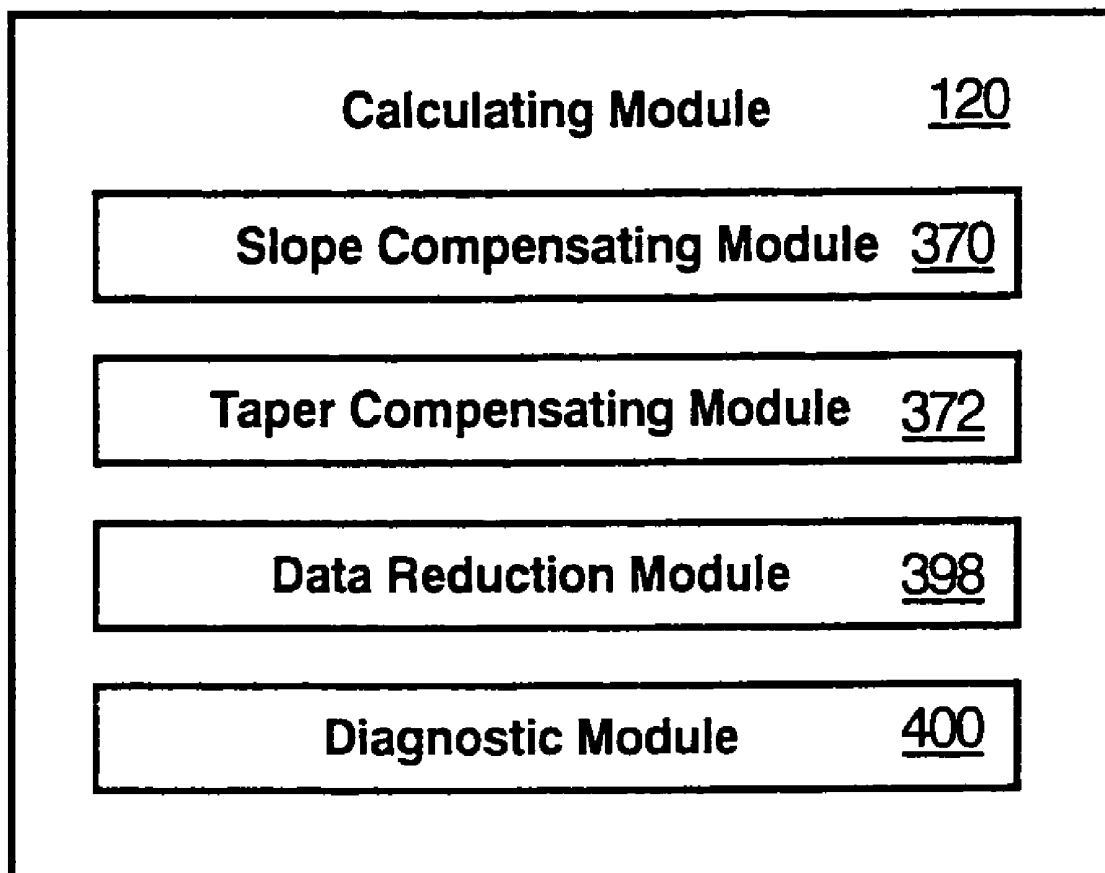 Calculating Module 120
Slope Compensating Module 370
Taper Compensating Module 372
Data Reduction Module 398
Diagnostic Module 400